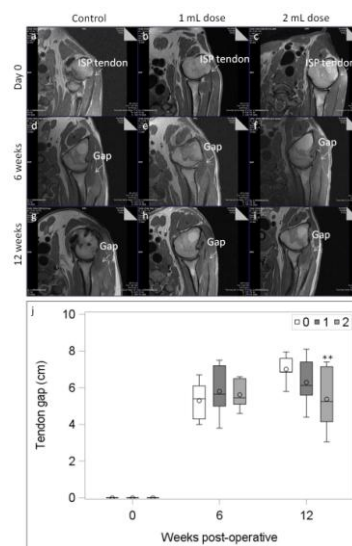 Control 1 mL dose 2 mL dose
Day 0
a
ISP tendon
b
ISP tendon
c
ISP tendon
6 weeks
d
Gap
e
Gap
f
Gap
12 weeks
g
Gap
h
Gap
i
Gap
j
10
8
6
4
2
0
Tendon gap (cm)
0 1 2
**
0 6 12
Weeks post-operative